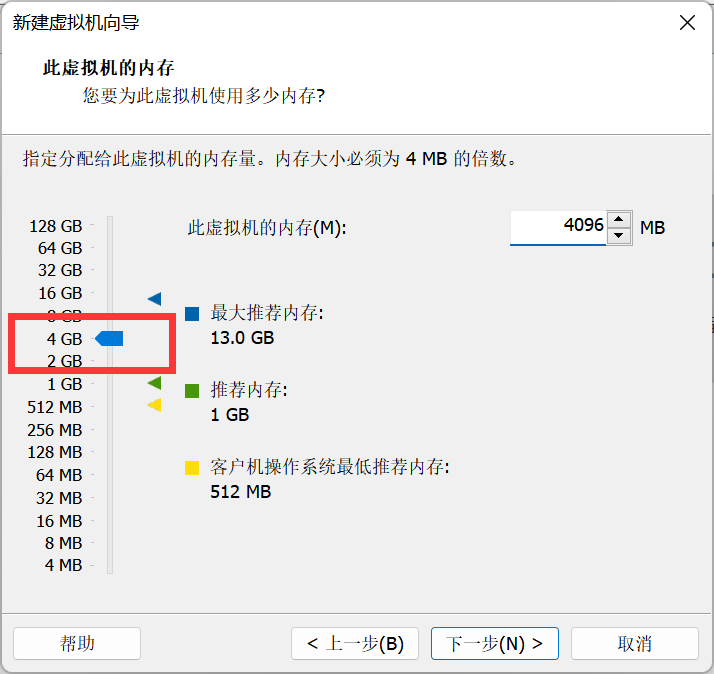 新建虚拟机向导
此虚拟机的内存
您要为此虚拟机使用多少内存?
指定分配给此虚拟机的内存量。内存大小必须为 4 MB 的倍数。
128 GB
64 GB
32 GB
16 GB
8 GB
4 GB
2 GB
1 GB
512 MB
256 MB
128 MB
64 MB
32 MB
16 MB
8 MB
4 MB
此虚拟机的内存(M):
4096
MB
最大推荐内存:
13.0 GB
推荐内存:
1 GB
客户机操作系统最低推荐内存:
512 MB
帮助
< 上一步(B)
下一步(N) >
取消